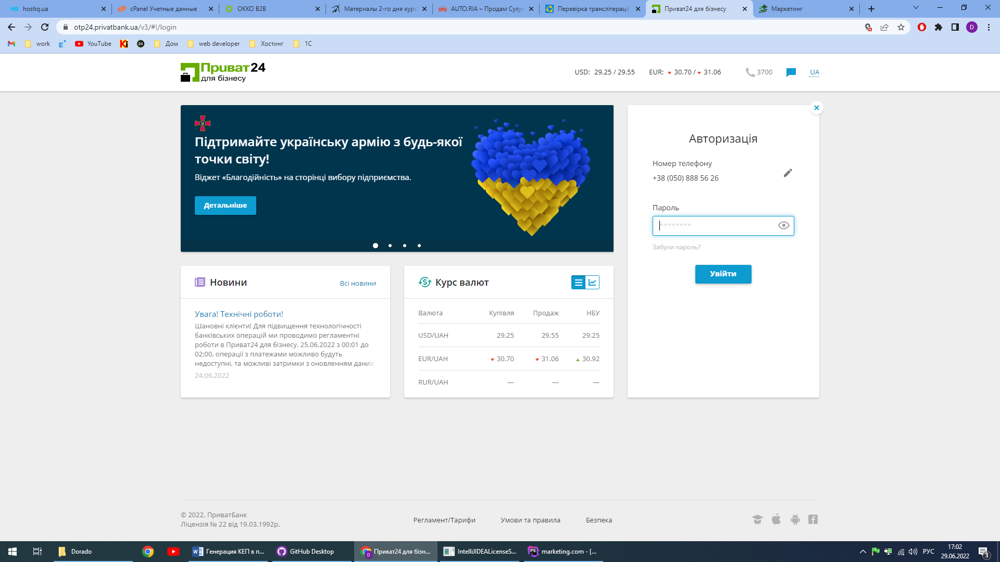 hostiq.ua
cPanel Учетные данные
ОККО B2B
Материалы 2-го дня курс
AUTO.RIA – Продам Сузук
Перевірка транслітерації
Приват24 для бізнесу
Маркетинг
otp24.privatbank.ua/v3/#!/login
D
work
YouTube
Ki
24
Дом
web developer
Хостинг
1С
Приват24
для бізнесу
USD: 29.25 / 29.55
EUR: 30.70 / 31.06
3700
UA
Підтримайте українську армію з будь-якої
точки світу!
Віджет «Благодійність» на сторінці вибору підприємства.
Детальніше
Авторизація
Номер телефону
+38 (050) 888 56 26
Пароль
********
Забули пароль?
Увійти
Новини
Всі новини
Увага! Технічні роботи!
Шановні клієнти! Для підвищення технологічності
банківських операцій ми проводимо регламентні
роботи в Приват24 для бізнесу. 25.06.2022 з 00:01 до
02:00, операції з платежами можливо будуть
недоступні, та можливі затримки з оновленням даних.
24.06.2022
Курс валют
Валюта Купівля Продаж НБУ
USD/UAH 29.25 29.55 29.25
EUR/UAH 30.70 31.06 30.92
RUR/UAH — — —
© 2022, ПриватБанк
Ліцензія № 22 від 19.03.1992р.
Регламент/Тарифи
Умови та правила
Безпека
Dorado
Генерация КЕП в п...
GitHub Desktop
Приват24 для бізн...
IntelliJIDEALicenseS...
marketing.com - [...
РУС
17:02
29.06.2022
3